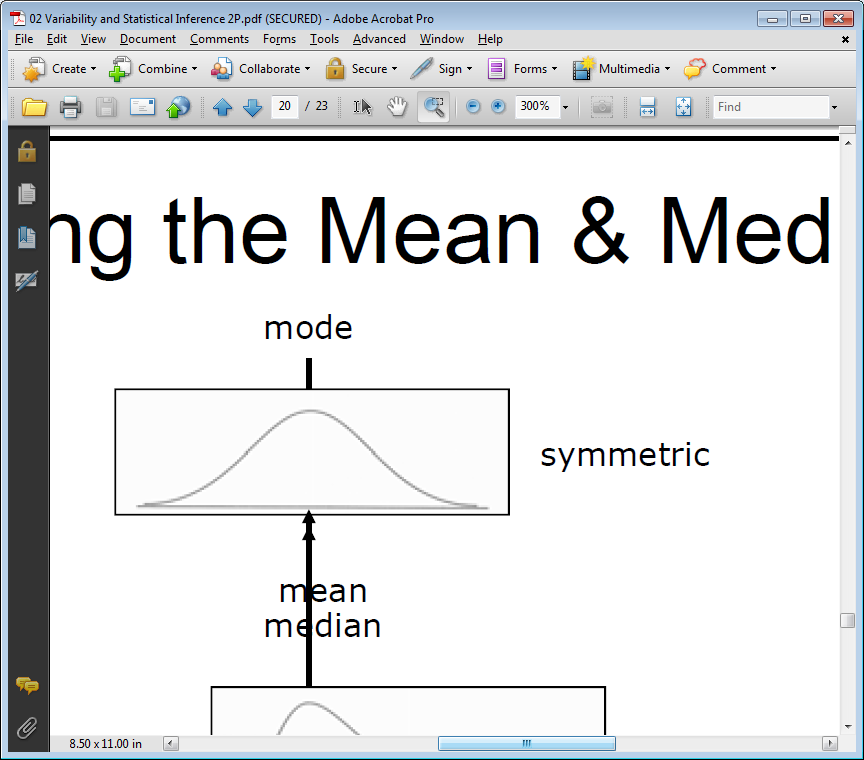 02 Variability and Statistical Inference 2P.pdf (SECURED) - Adobe Acrobat Pro
File Edit View Document Comments Forms Tools Advanced Window Help
Create Combine Collaborate Secure Sign Forms Multimedia Comment
20 / 23 300% Find
ng the Mean & Med
mode
symmetric
mean
median
8.50 x 11.00 in